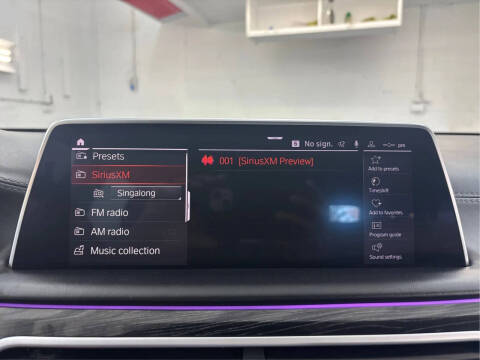 S No sign. pm
Presets
SiriusXM
Singalong
FM radio
AM radio
Music collection
001 [SiriusXM Preview]
Add to presets
Timeshift
Add to favorites
Program guide
Sound settings